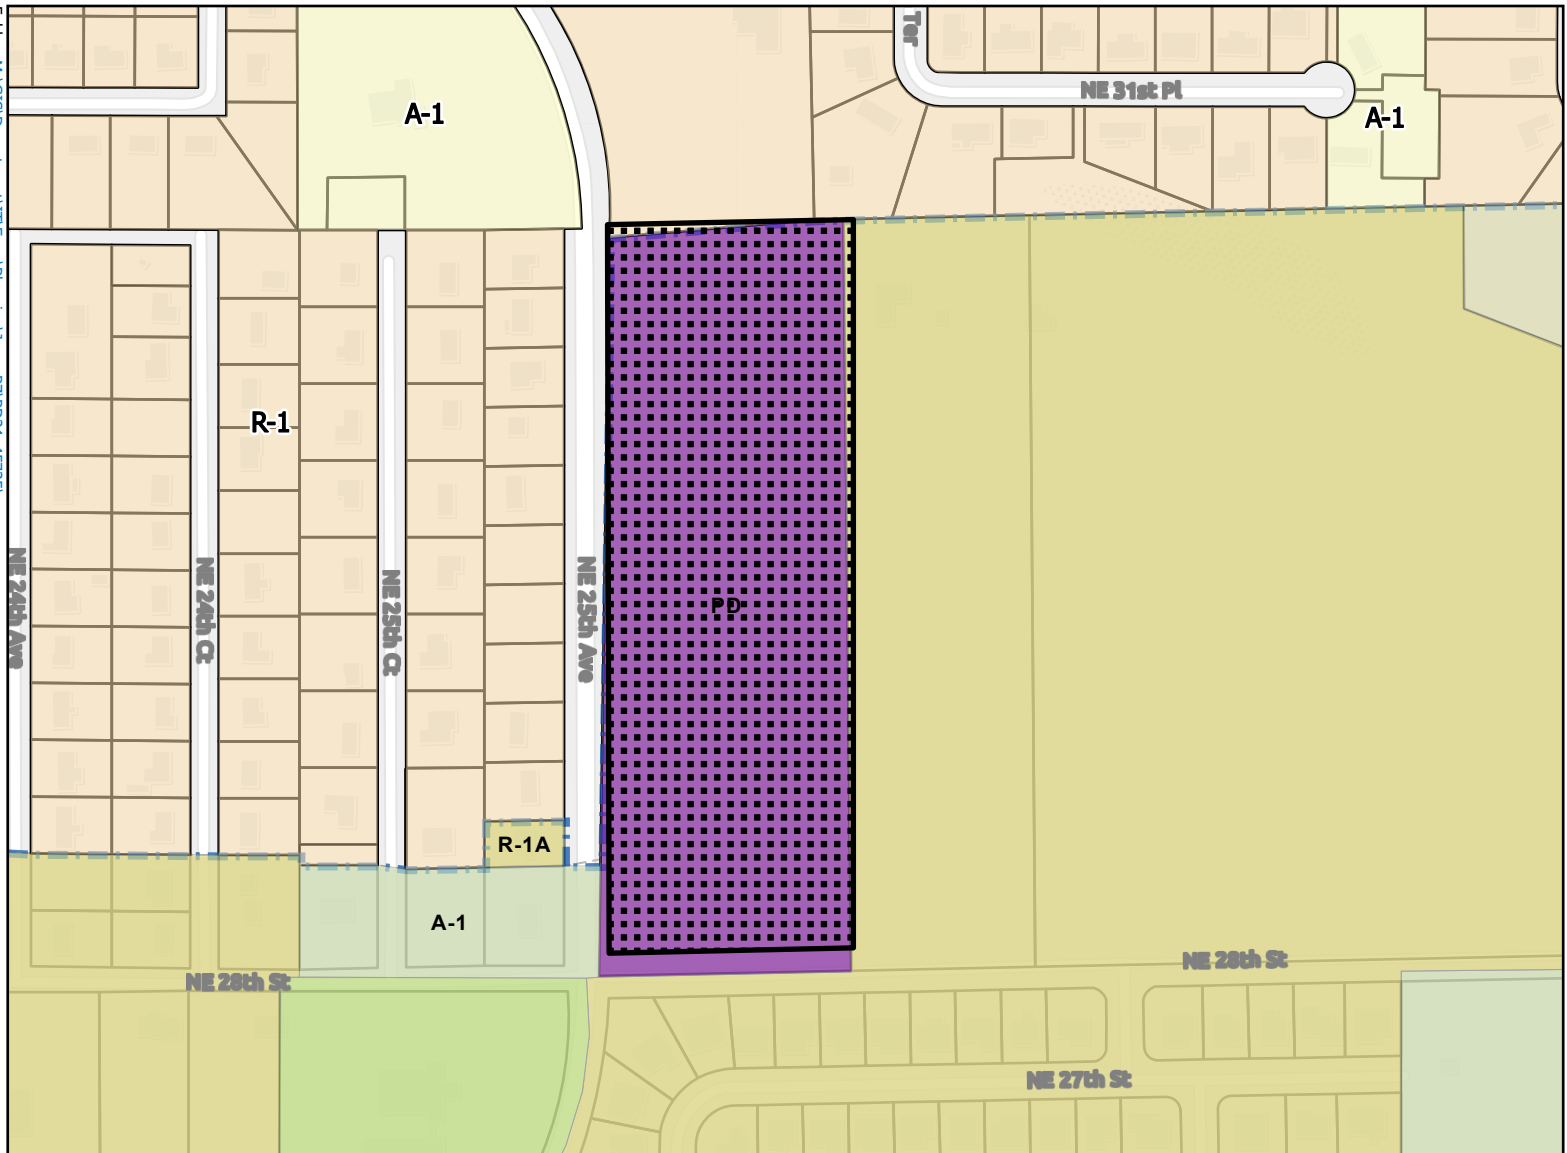 Ter
NE 31st Pl
A-1
A-1
R-1
NE 24th Ave
NE 24th Ct
NE 25th Ct
NE 25th Ave
PD
R-1A
A-1
NE 28th St
NE 28th St
NE 27th St